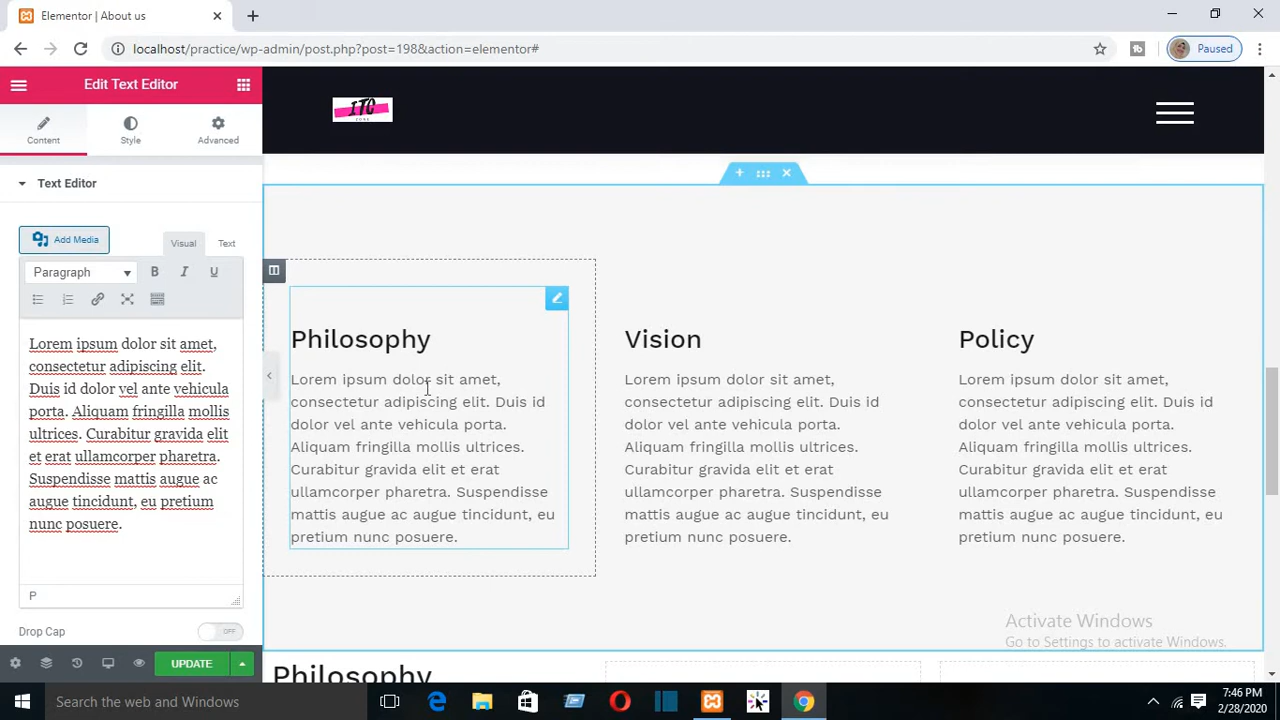 Elementor | About us
localhost/practice/wp-admin/post.php?post=198&action=elementor#
Paused
Edit Text Editor
Content
Style
Advanced
ITC
ZONE
Text Editor
Add Media
Visual
Text
Paragraph
B
I
U
Lorem ipsum dolor sit amet,
consectetur adipiscing elit.
Duis id dolor vel ante vehicula
porta. Aliquam fringilla mollis
ultrices. Curabitur gravida elit
et erat ullamcorper pharetra.
Suspendisse mattis augue ac
augue tincidunt, eu pretium
nunc posuere.
P
Drop Cap
OFF
UPDATE
Philosophy
Lorem ipsum dolor sit amet,
consectetur adipiscing elit. Duis id
dolor vel ante vehicula porta.
Aliquam fringilla mollis ultrices.
Curabitur gravida elit et erat
ullamcorper pharetra. Suspendisse
mattis augue ac augue tincidunt, eu
pretium nunc posuere.
Vision
Lorem ipsum dolor sit amet,
consectetur adipiscing elit. Duis id
dolor vel ante vehicula porta.
Aliquam fringilla mollis ultrices.
Curabitur gravida elit et erat
ullamcorper pharetra. Suspendisse
mattis augue ac augue tincidunt, eu
pretium nunc posuere.
Policy
Lorem ipsum dolor sit amet,
consectetur adipiscing elit. Duis id
dolor vel ante vehicula porta.
Aliquam fringilla mollis ultrices.
Curabitur gravida elit et erat
ullamcorper pharetra. Suspendisse
mattis augue ac augue tincidunt, eu
pretium nunc posuere.
Activate Windows
Go to Settings to activate Windows.
Philosophy
Search the web and Windows
7:46 PM
2/28/2020